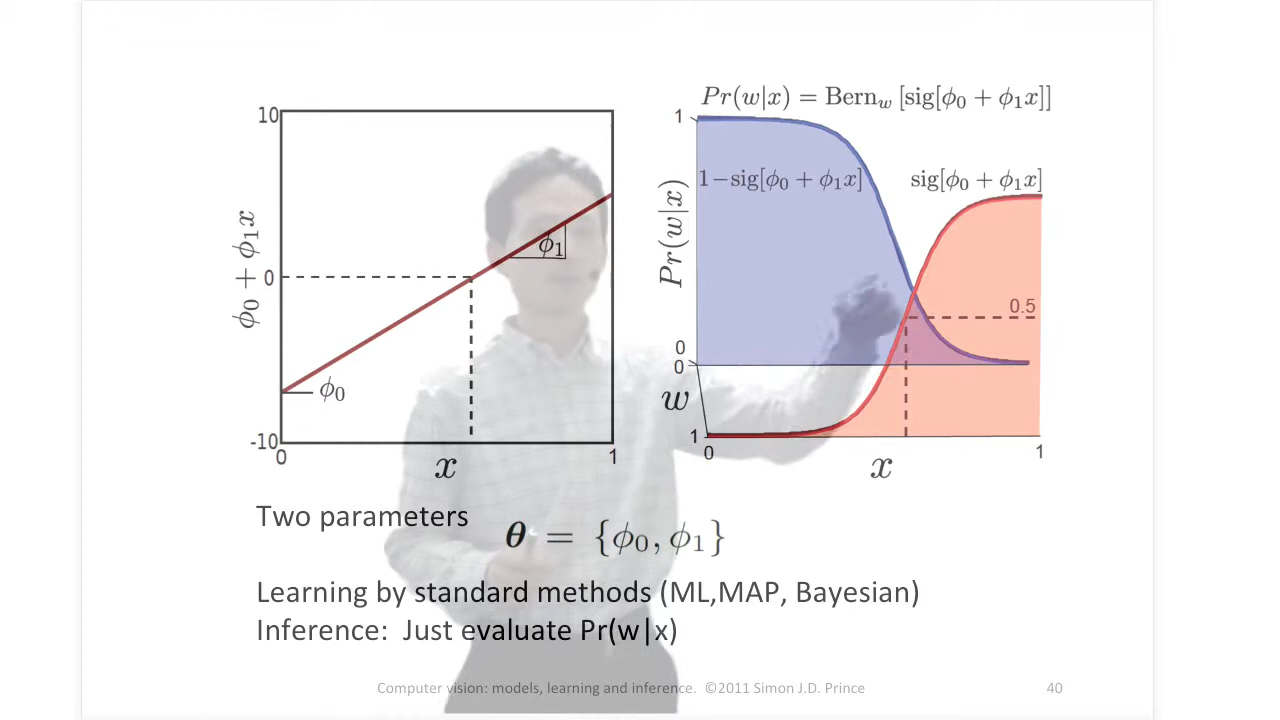 Pr(w|x) = Bern_w [sig[ϕ₀ + ϕ₁x]]
10
0
-10
ϕ₀ + ϕ₁x
ϕ₁
ϕ₀
0
1
x
1
1−sig[ϕ₀ + ϕ₁x]
sig[ϕ₀ + ϕ₁x]
Pr(w|x)
0.5
0
0
w
1
0
1
x
Two parameters
θ = {ϕ₀, ϕ₁}
Learning by standard methods (ML,MAP, Bayesian)
Inference: Just evaluate Pr(w|x)
Computer vision: models, learning and inference. ©2011 Simon J.D. Prince
40